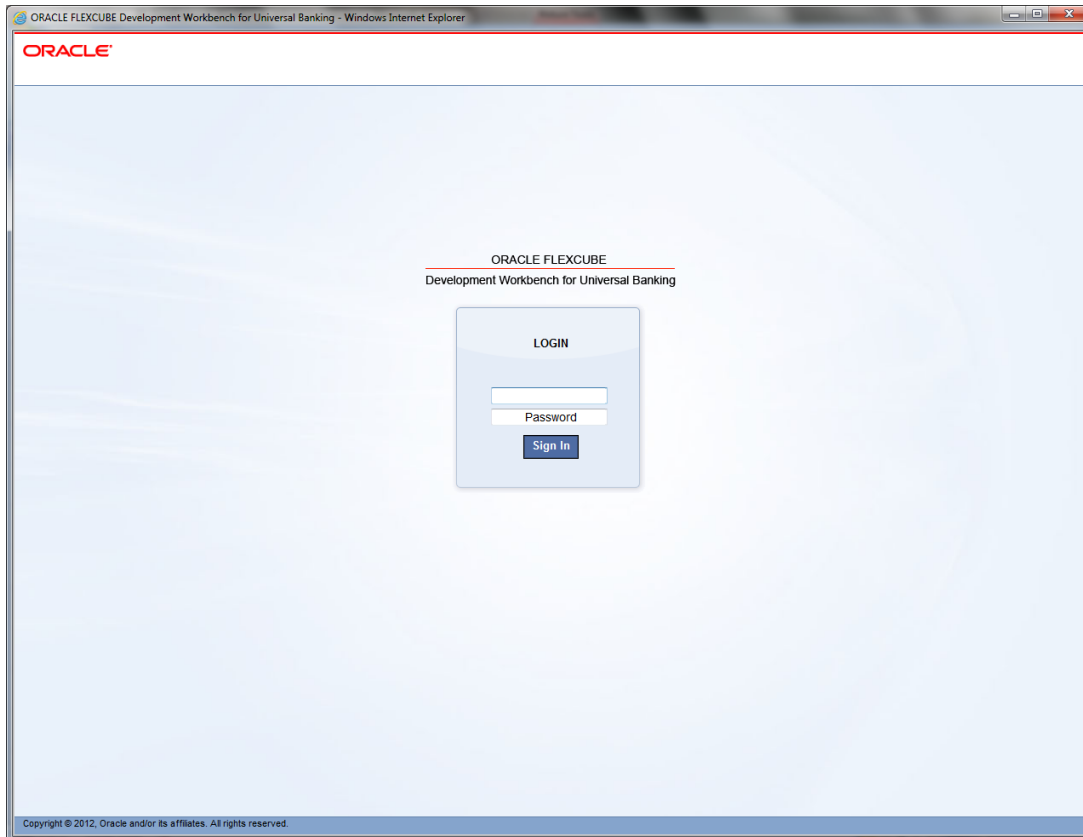 ORACLE FLEXCUBE Development Workbench for Universal Banking - Windows Internet Explorer
ORACLE®
ORACLE FLEXCUBE
Development Workbench for Universal Banking
LOGIN
Password
Sign In
Copyright © 2012, Oracle and/or its affiliates. All rights reserved.